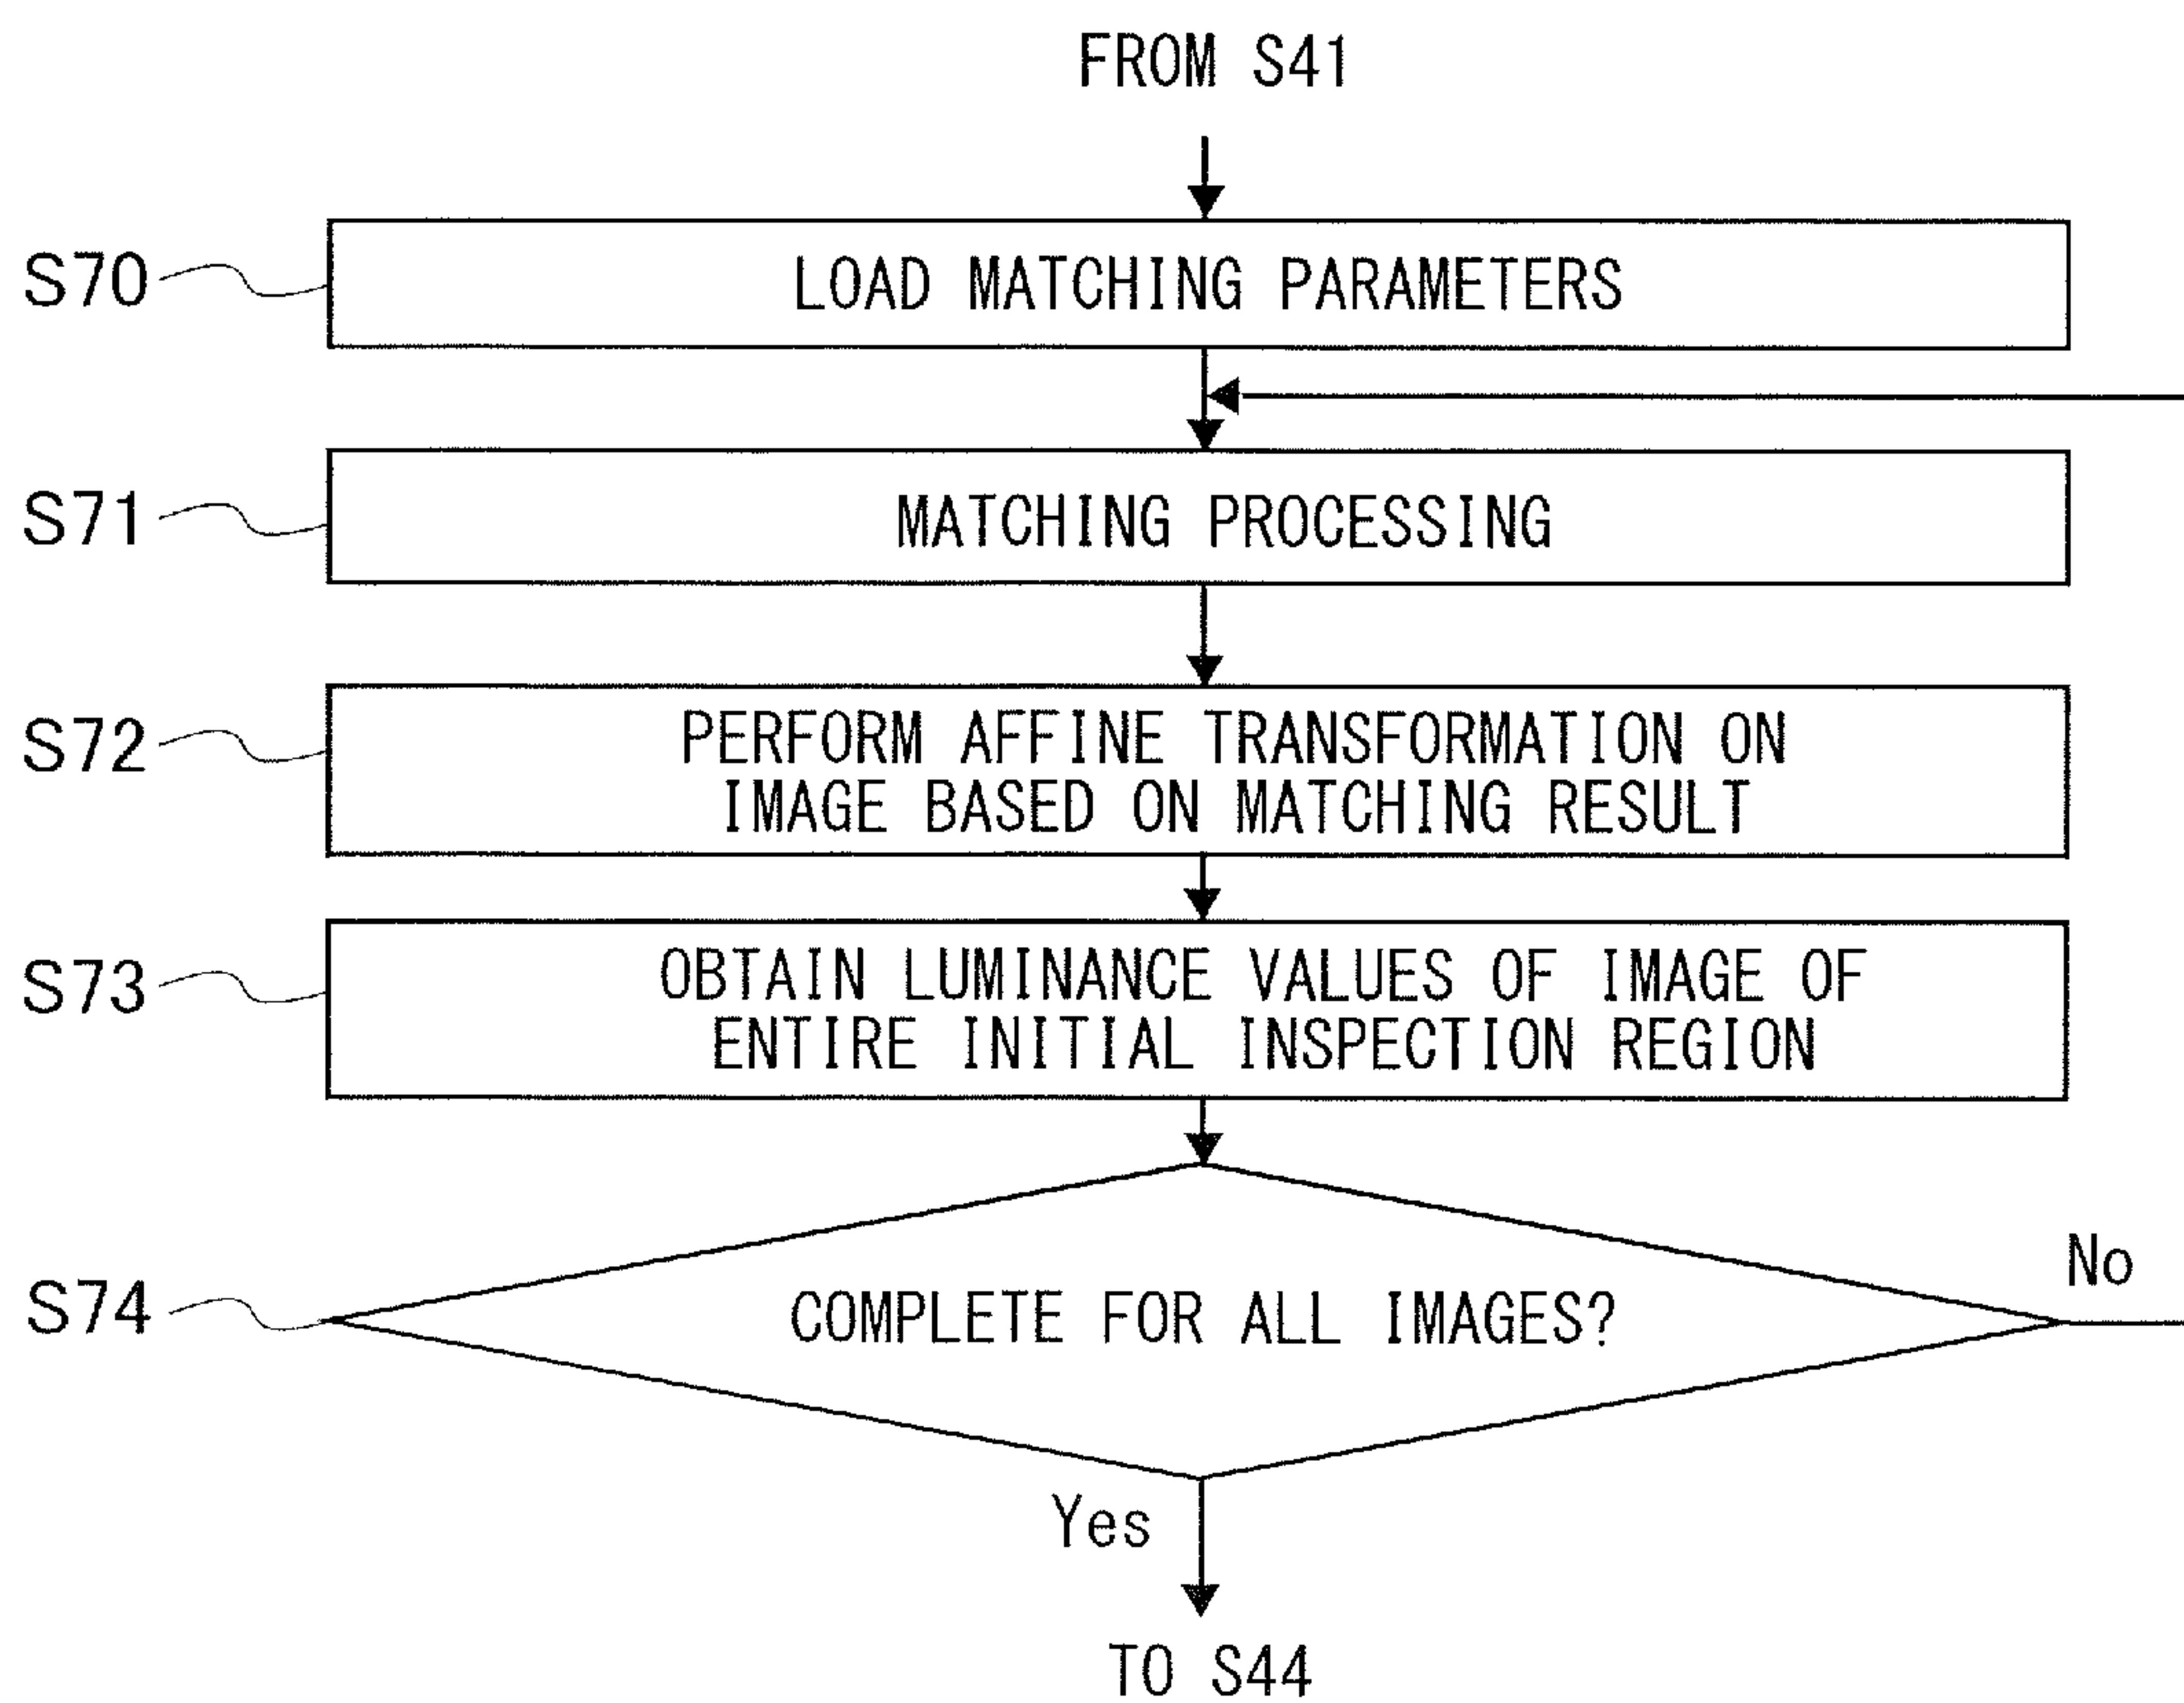 FROM S41
S70
LOAD MATCHING PARAMETERS
S71
MATCHING PROCESSING
S72
PERFORM AFFINE TRANSFORMATION ON
IMAGE BASED ON MATCHING RESULT
S73
OBTAIN LUMINANCE VALUES OF IMAGE OF
ENTIRE INITIAL INSPECTION REGION
S74
COMPLETE FOR ALL IMAGES?
No
Yes
TO S44